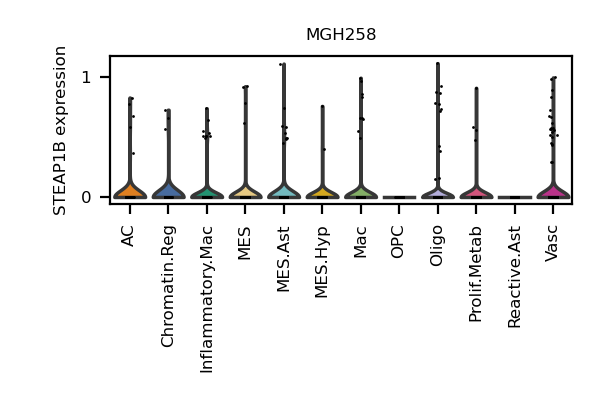 MGH258
STEAP1B expression
1
0
AC
Chromatin.Reg
Inflammatory.Mac
MES
MES.Ast
MES.Hyp
Mac
OPC
Oligo
Prolif.Metab
Reactive.Ast
Vasc